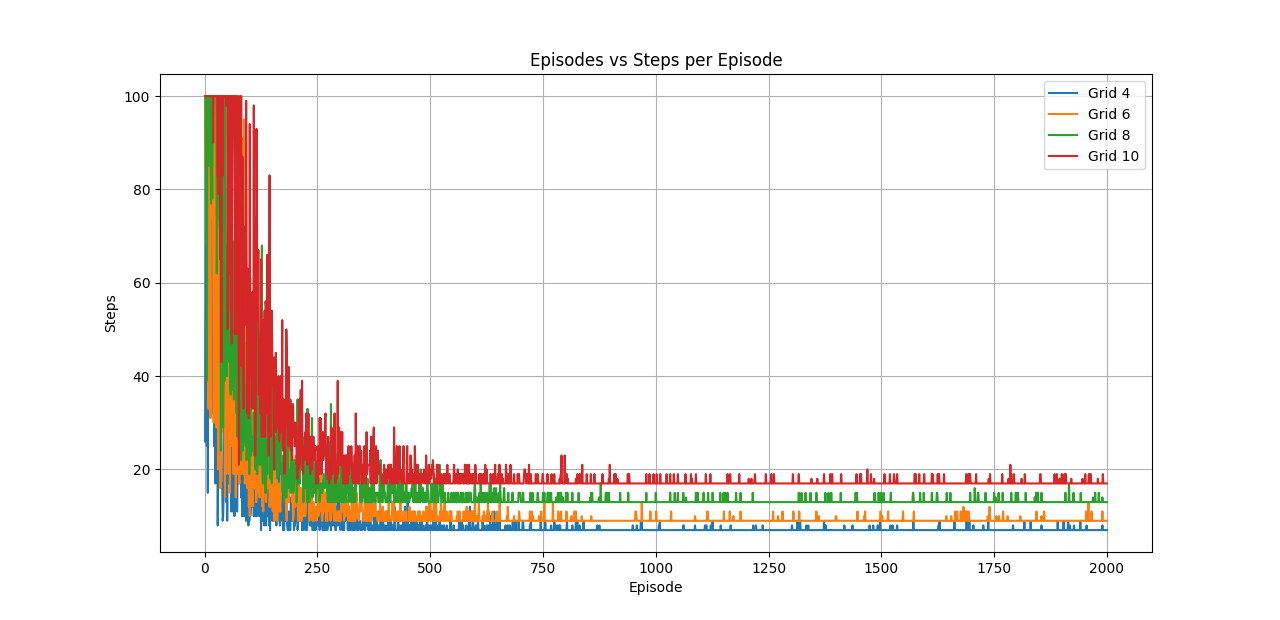 Episodes vs Steps per Episode
Grid 4
Grid 6
Grid 8
Grid 10
100
80
60
40
20
Steps
0 250 500 750 1000 1250 1500 1750 2000
Episode